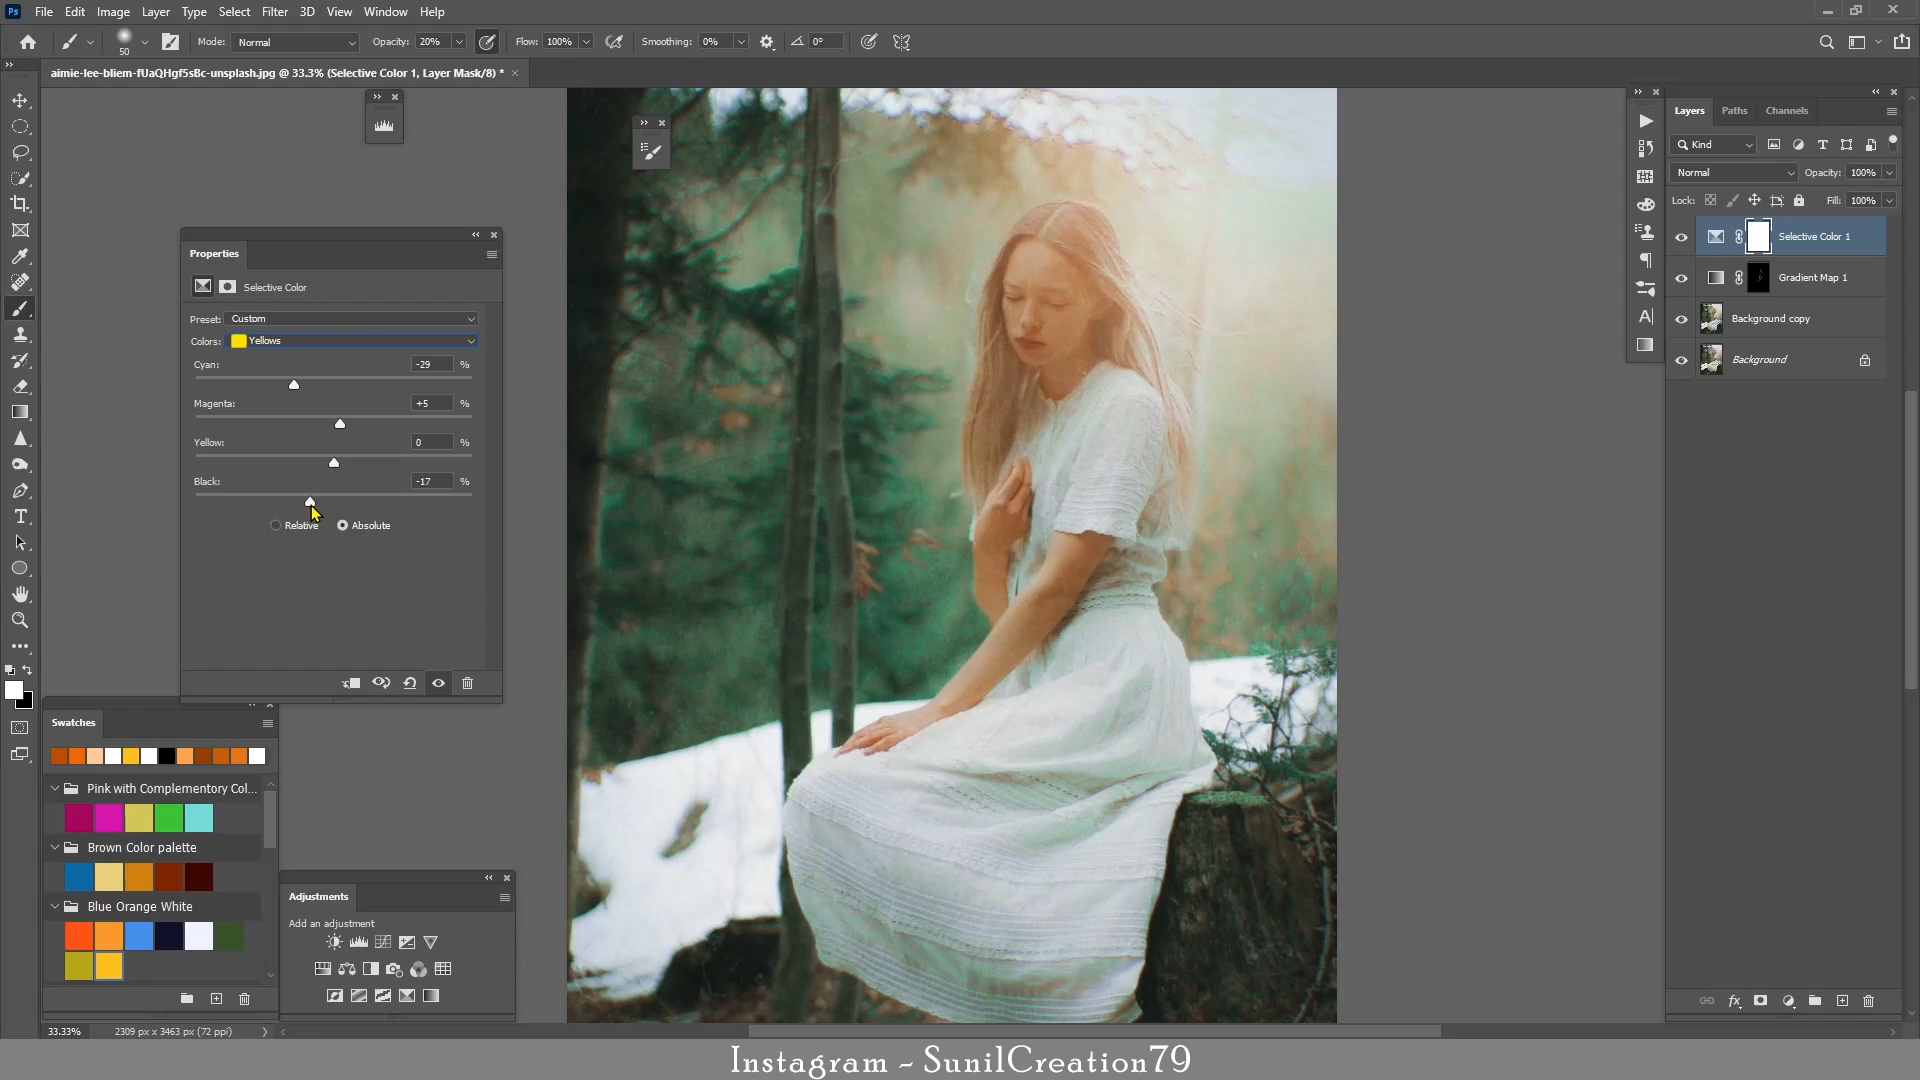 Ps File Edit Image Layer Type Select Filter 3D View Window Help
50 Mode: Normal Opacity: 20% Flow: 100% Smoothing: 0% 0°
aimie-lee-bliem-fUaQHgf5sBc-unsplash.jpg @ 33.3% (Selective Color 1, Layer Mask/8) *
Properties
Selective Color
Preset: Custom
Colors: Yellows
Cyan: -29 %
Magenta: +5 %
Yellow: 0 %
Black: -17 %
Relative Absolute
Swatches
Pink with Complementary Col...
Brown Color palette
Blue Orange White
Adjustments
Add an adjustment
Layers Paths Channels
Kind
Normal Opacity: 100%
Lock: Fill: 100%
Selective Color 1
Gradient Map 1
Background copy
Background
33.33% 2309 px x 3463 px (72 ppi)
Instagram - SunilCreation79